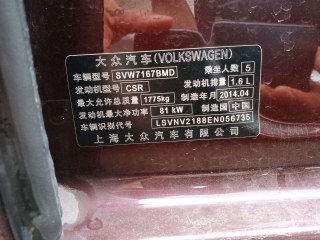 大众汽车(VOLKSWAGEN)
车辆型号 SVW7167BMD 乘坐人数 5
发动机型号 CSR 发动机排量 1.6 L
最大允许总质量 1775kg 制造年月 2014.04
发动机最大净功率 81 kW 制造国 中国
车辆识别代号 LSVNV2188EN056735
上海大众汽车有限公司